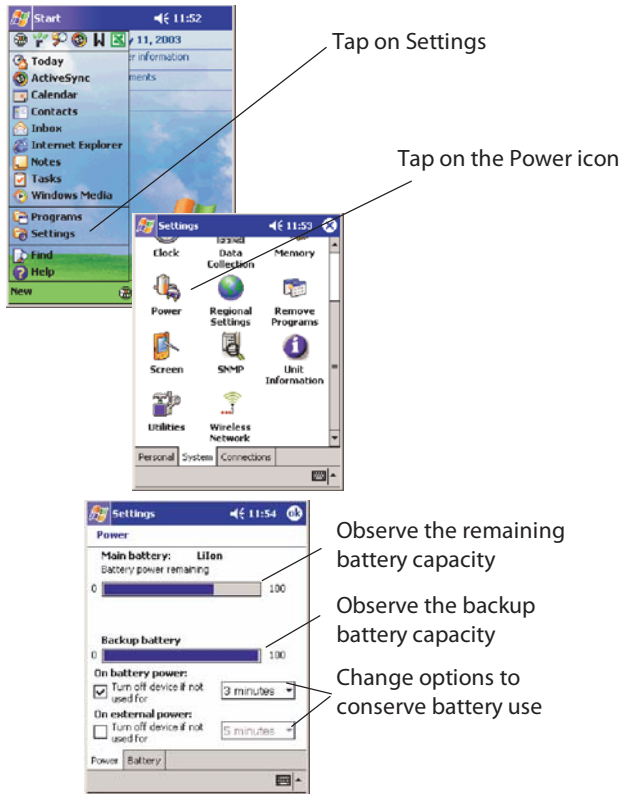 Start 11:52
y 11, 2003
er information
ments
Today
ActiveSync
Calendar
Contacts
Inbox
Internet Explorer
Notes
Tasks
Windows Media
Programs
Settings
Find
Help
New
Tap on Settings
Tap on the Power icon
Settings 11:53
Clock Data Memory
Collection
Power Regional Remove
Settings Programs
Screen SNMP Unit
Information
Utilities Wireless
Network
Personal System Connections
Settings 11:54 ok
Power
Main battery: LiIon
Battery power remaining
0 100
Backup battery
0 100
On battery power:
Turn off device if not 3 minutes
used for
On external power:
Turn off device if not 5 minutes
used for
Power Battery
Observe the remaining
battery capacity
Observe the backup
battery capacity
Change options to
conserve battery use